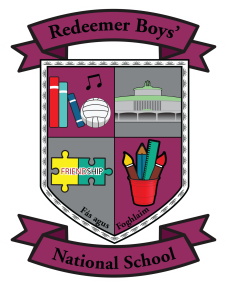 Redeemer Boys'
FRIENDSHIP
Fás agus Foghlaim
National School